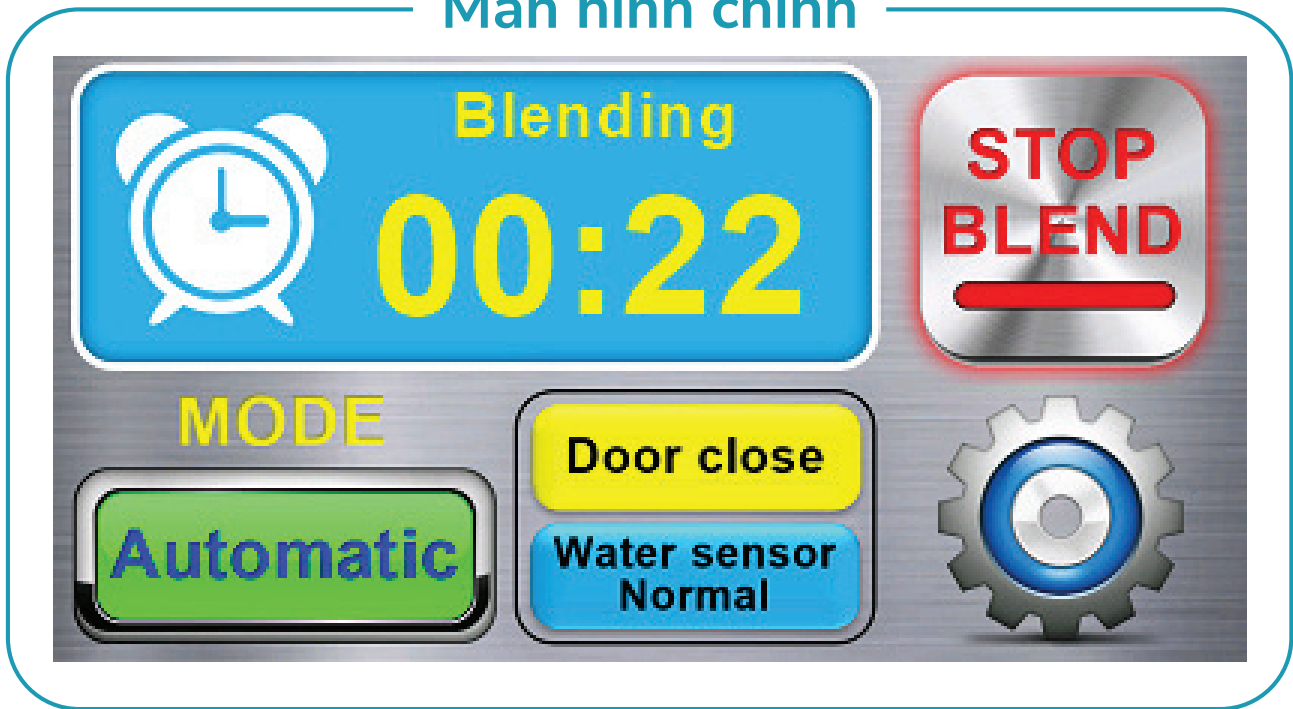 Màn hình chính
Blending
00:22
STOP
BLEND
MODE
Automatic
Door close
Water sensor
Normal